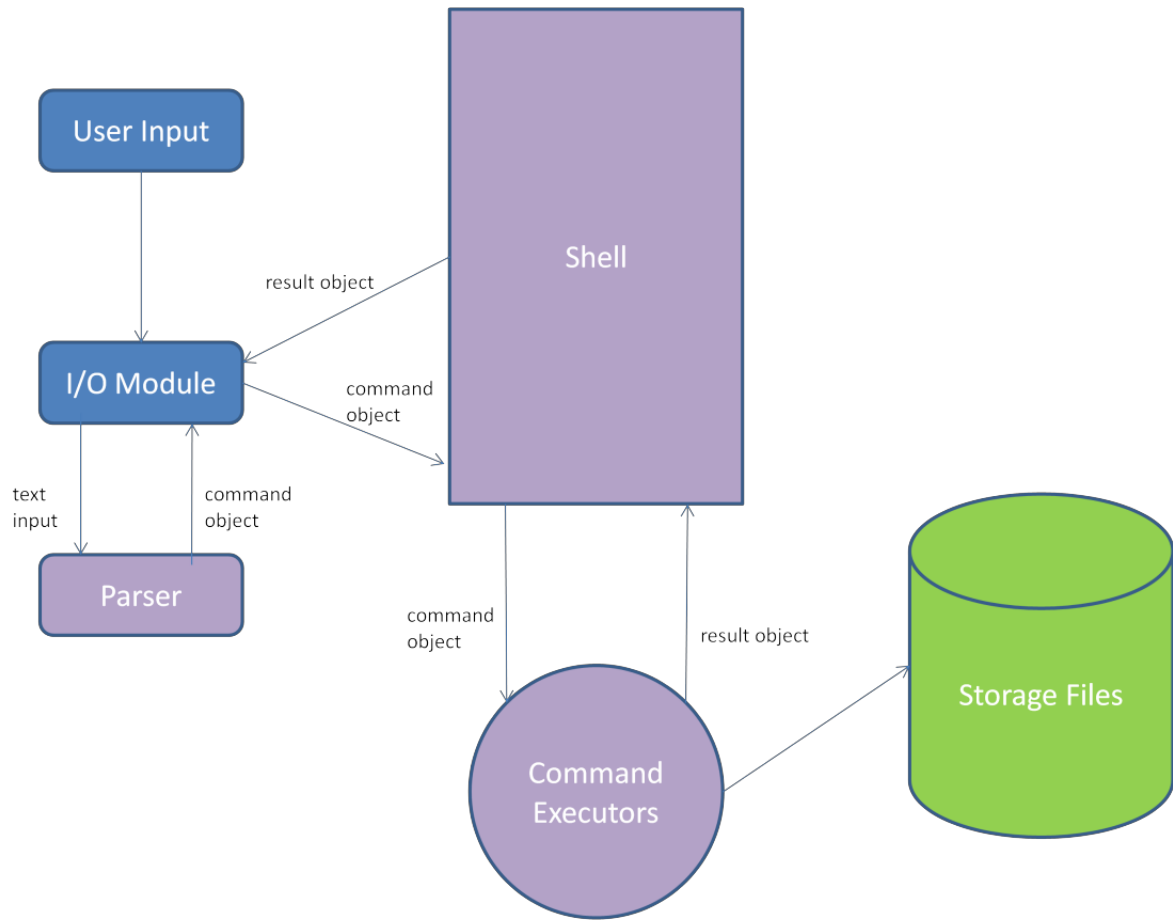 User Input
Shell
result object
I/O Module
command
object
text
input
command
object
Parser
command
object
result object
Storage Files
Command
Executors